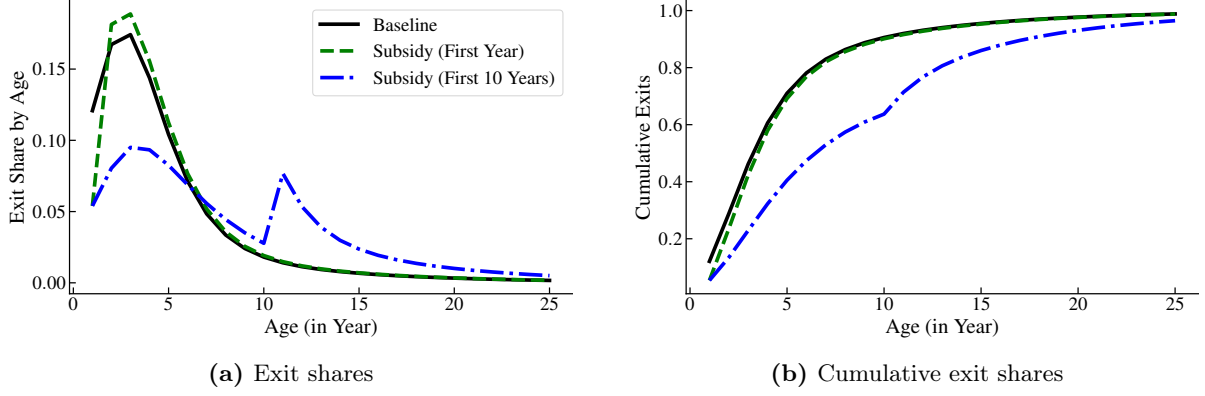 Exit Share by Age
0.15
0.10
0.05
0.00
Baseline
Subsidy (First Year)
Subsidy (First 10 Years)
0 5 10 15 20 25
Age (in Year)
(a) Exit shares
Cumulative Exits
1.0
0.8
0.6
0.4
0.2
0 5 10 15 20 25
Age (in Year)
(b) Cumulative exit shares